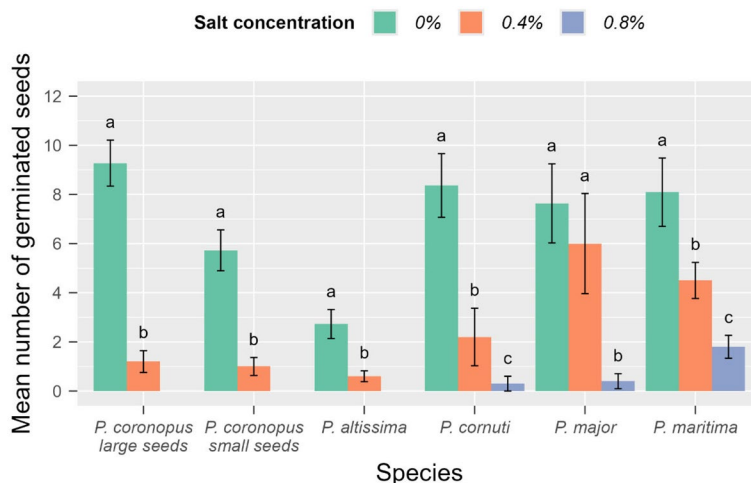 Salt concentration 0% 0.4% 0.8%
Mean number of germinated seeds
12
10
8
6
4
2
0
a
b
a
b
a
b
a
b
c
a
a
b
a
b
c
P. coronopus
large seeds
P. coronopus
small seeds
P. altissima
P. cornuti
P. major
P. maritima
Species